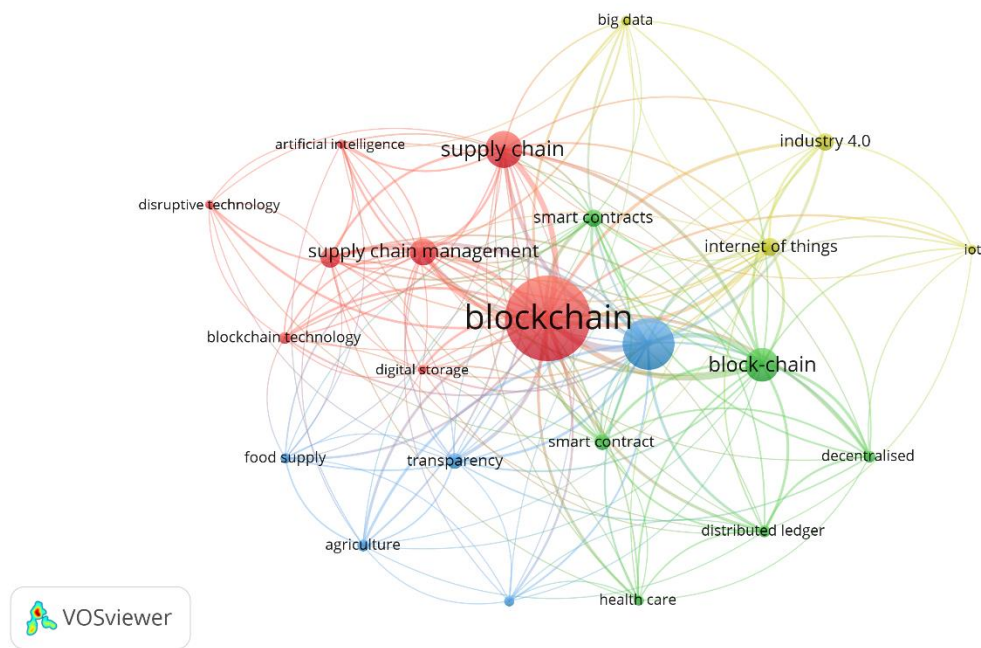 big data
artificial intelligence
supply chain
industry 4.0
disruptive technology
smart contracts
supply chain management
internet of things
iot
blockchain
blockchain technology
digital storage
block-chain
smart contract
food supply
transparency
decentralised
distributed ledger
agriculture
health care
VOSviewer